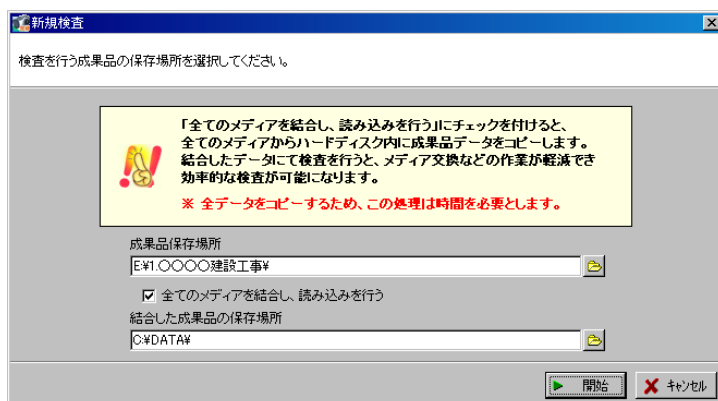 新規検査
検査を行う成果品の保存場所を選択してください。
「全てのメディアを結合し、読み込みを行う」にチェックを付けると、
全てのメディアからハードディスク内に成果品データをコピーします。
結合したデータにて検査を行うと、メディア交換などの作業が軽減でき
効率的な検査が可能になります。
※ 全データをコピーするため、この処理は時間を必要とします。
成果品保存場所
E:¥1.○○○○建設工事¥
全てのメディアを結合し、読み込みを行う
結合した成果品の保存場所
C:¥DATA¥
開始
キャンセル